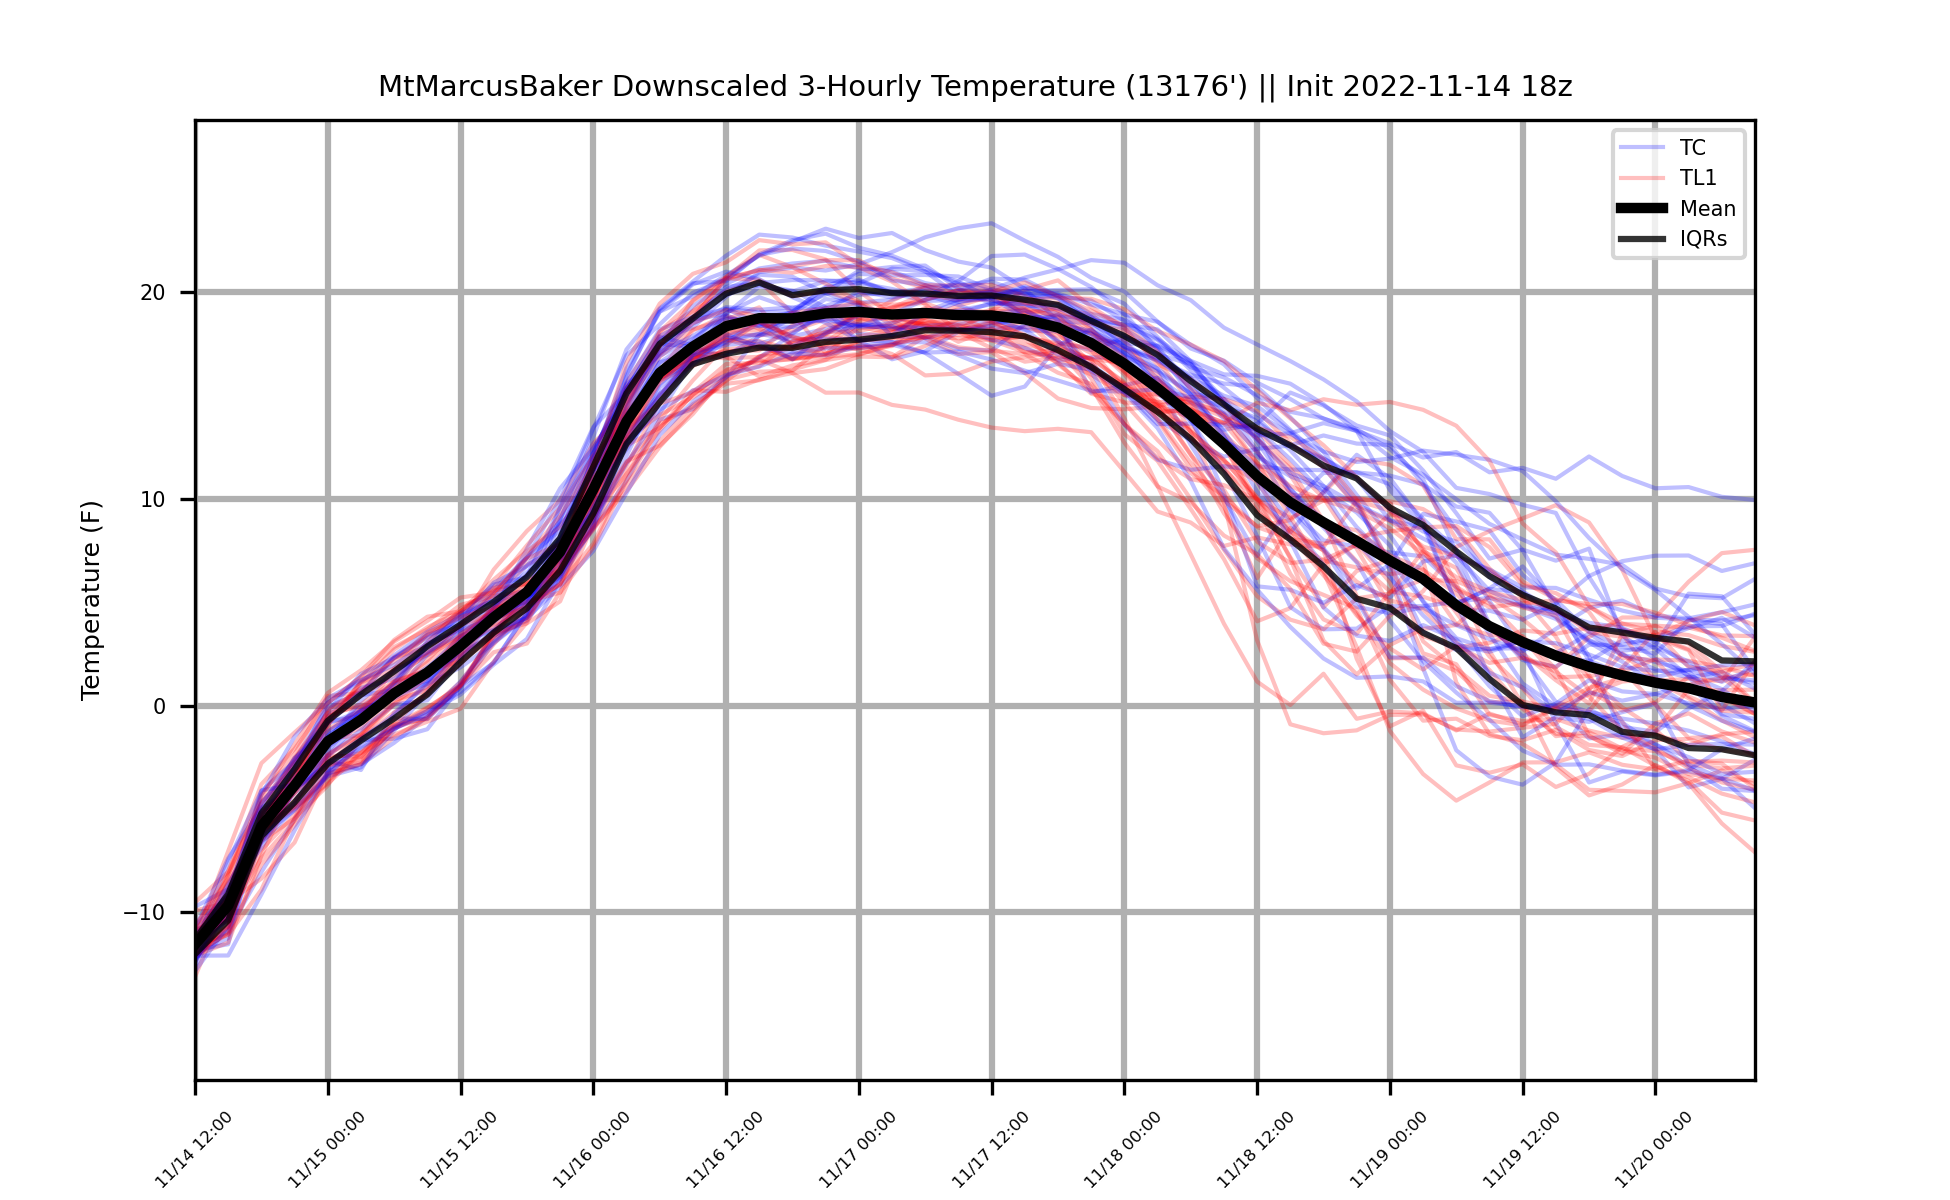 MtMarcusBaker Downscaled 3-Hourly Temperature (13176') || Init 2022-11-14 18z
TC
TL1
Mean
IQRs
Temperature (F)
20
10
0
−10
11/14 12:00
11/15 00:00
11/15 12:00
11/16 00:00
11/16 12:00
11/17 00:00
11/17 12:00
11/18 00:00
11/18 12:00
11/19 00:00
11/19 12:00
11/20 00:00